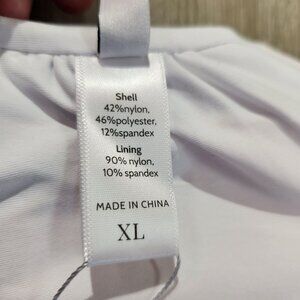 Shell
42%nylon,
46%polyester,
12%spandex
Lining
90% nylon,
10% spandex
MADE IN CHINA
XL